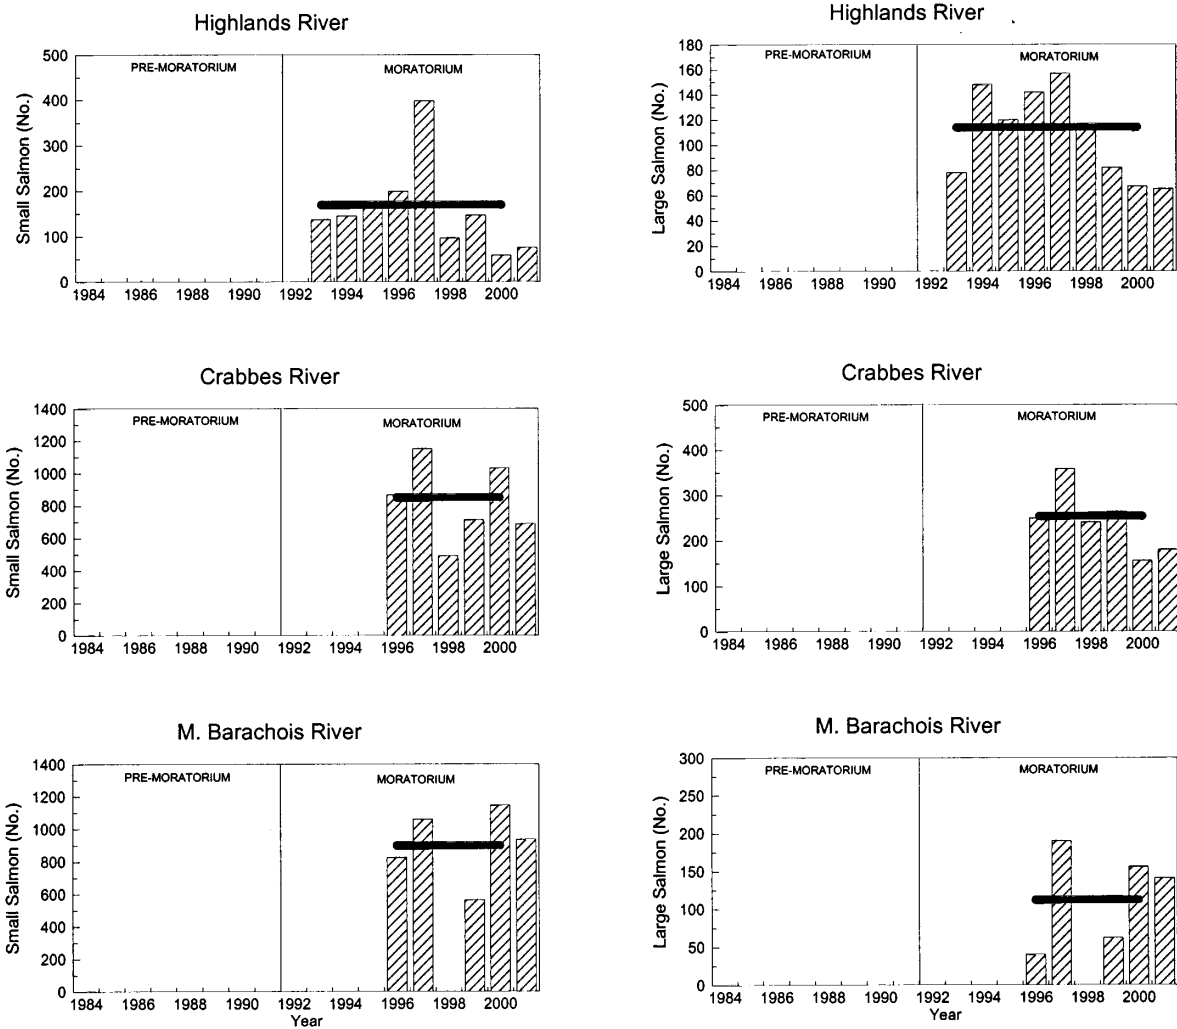 Highlands River
Small Salmon (No.)
500
400
300
200
100
0
PRE-MORATORIUM
MORATORIUM
1984 1986 1988 1990 1992 1994 1996 1998 2000
Highlands River
Large Salmon (No.)
180
160
140
120
100
80
60
40
20
0
PRE-MORATORIUM
MORATORIUM
1984 1986 1988 1990 1992 1994 1996 1998 2000
Crabbes River
Small Salmon (No.)
1400
1200
1000
800
600
400
200
0
PRE-MORATORIUM
MORATORIUM
1984 1986 1988 1990 1992 1994 1996 1998 2000
Crabbes River
Large Salmon (No.)
500
400
300
200
100
0
PRE-MORATORIUM
MORATORIUM
1984 1986 1988 1990 1992 1994 1996 1998 2000
M. Barachois River
Small Salmon (No.)
1400
1200
1000
800
600
400
200
0
PRE-MORATORIUM
MORATORIUM
1984 1986 1988 1990 1992 1994 1996 1998 2000
Year
M. Barachois River
Large Salmon (No.)
300
250
200
150
100
50
0
PRE-MORATORIUM
MORATORIUM
1984 1986 1988 1990 1992 1994 1996 1998 2000
Year